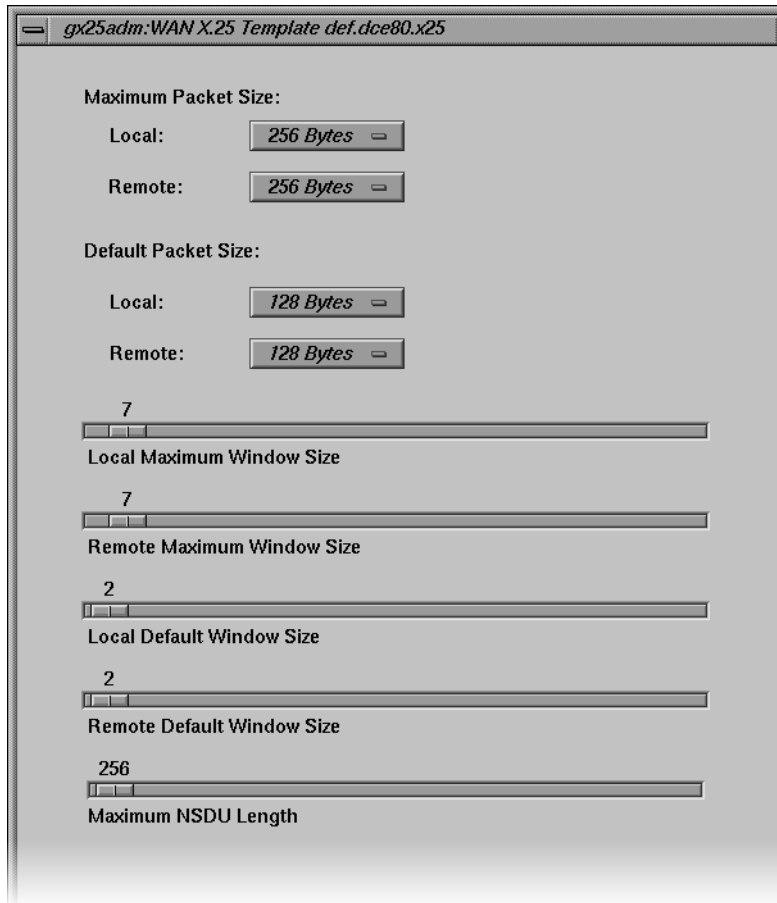 gx25adm:WAN X.25 Template def.dce80.x25
Maximum Packet Size:
Local: 256 Bytes
Remote: 256 Bytes
Default Packet Size:
Local: 128 Bytes
Remote: 128 Bytes
7
Local Maximum Window Size
7
Remote Maximum Window Size
2
Local Default Window Size
2
Remote Default Window Size
256
Maximum NSDU Length